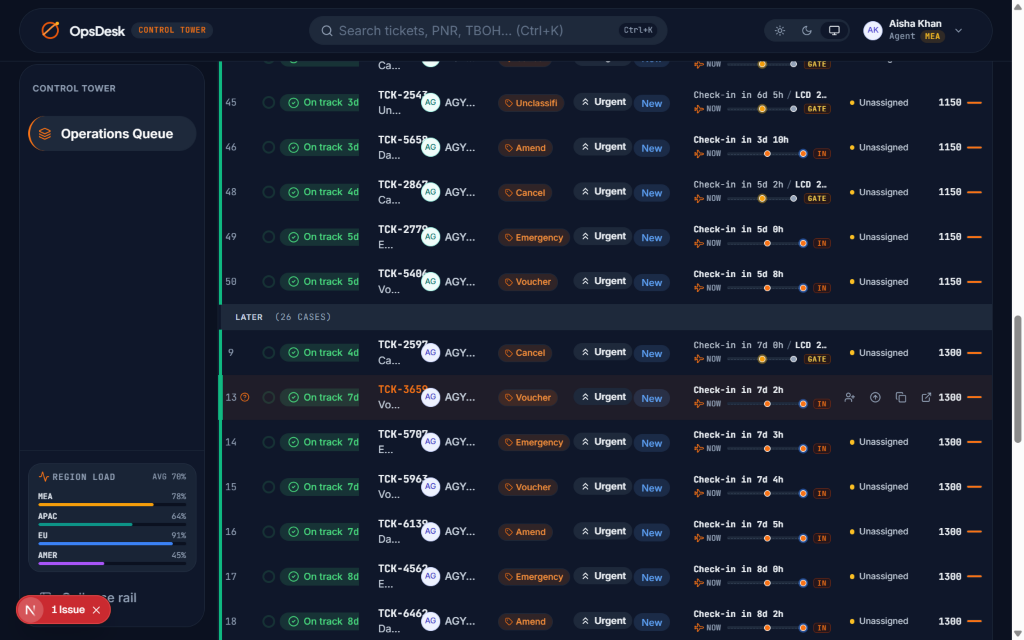 OpsDesk CONTROL TOWER Search tickets, PNR, TBOH... (Ctrl+K) Ctrl+K AK Aisha Khan
Agent MEA
CONTROL TOWER
Operations Queue
REGION LOAD AVG 70%
MEA 78%
APAC 64%
EU 91%
AMER 45%
rail
N 1 Issue
Ca... NOW GATE
45 On track 3d TCK-2543 AG AGY... Unclassifi Urgent New Check-in in 6d 5h / LCD 2… Unassigned 1150
Un... NOW GATE
46 On track 3d TCK-5658 AG AGY... Amend Urgent New Check-in in 3d 10h Unassigned 1150
Da... NOW IN
48 On track 4d TCK-2867 AG AGY... Cancel Urgent New Check-in in 5d 2h / LCD 2… Unassigned 1150
Ca... NOW GATE
49 On track 5d TCK-2779 AG AGY... Emergency Urgent New Check-in in 5d 0h Unassigned 1150
E... NOW IN
50 On track 5d TCK-5406 AG AGY... Voucher Urgent New Check-in in 5d 8h Unassigned 1150
Vo... NOW IN
LATER (26 CASES)
9 On track 4d TCK-2597 AG AGY... Cancel Urgent New Check-in in 7d 0h / LCD 2… Unassigned 1300
Ca... NOW GATE
13 On track 7d TCK-3659 AG AGY... Voucher Urgent New Check-in in 7d 2h 1300
Vo... NOW IN
14 On track 7d TCK-5707 AG AGY... Emergency Urgent New Check-in in 7d 3h Unassigned 1300
E... NOW IN
15 On track 7d TCK-5963 AG AGY... Voucher Urgent New Check-in in 7d 4h Unassigned 1300
Vo... NOW IN
16 On track 7d TCK-6139 AG AGY... Amend Urgent New Check-in in 7d 5h Unassigned 1300
Da... NOW IN
17 On track 8d TCK-4562 AG AGY... Emergency Urgent New Check-in in 8d 0h Unassigned 1300
E... NOW IN
18 On track 8d TCK-6462 AG AGY... Amend Urgent New Check-in in 8d 2h Unassigned 1300
Da... NOW IN